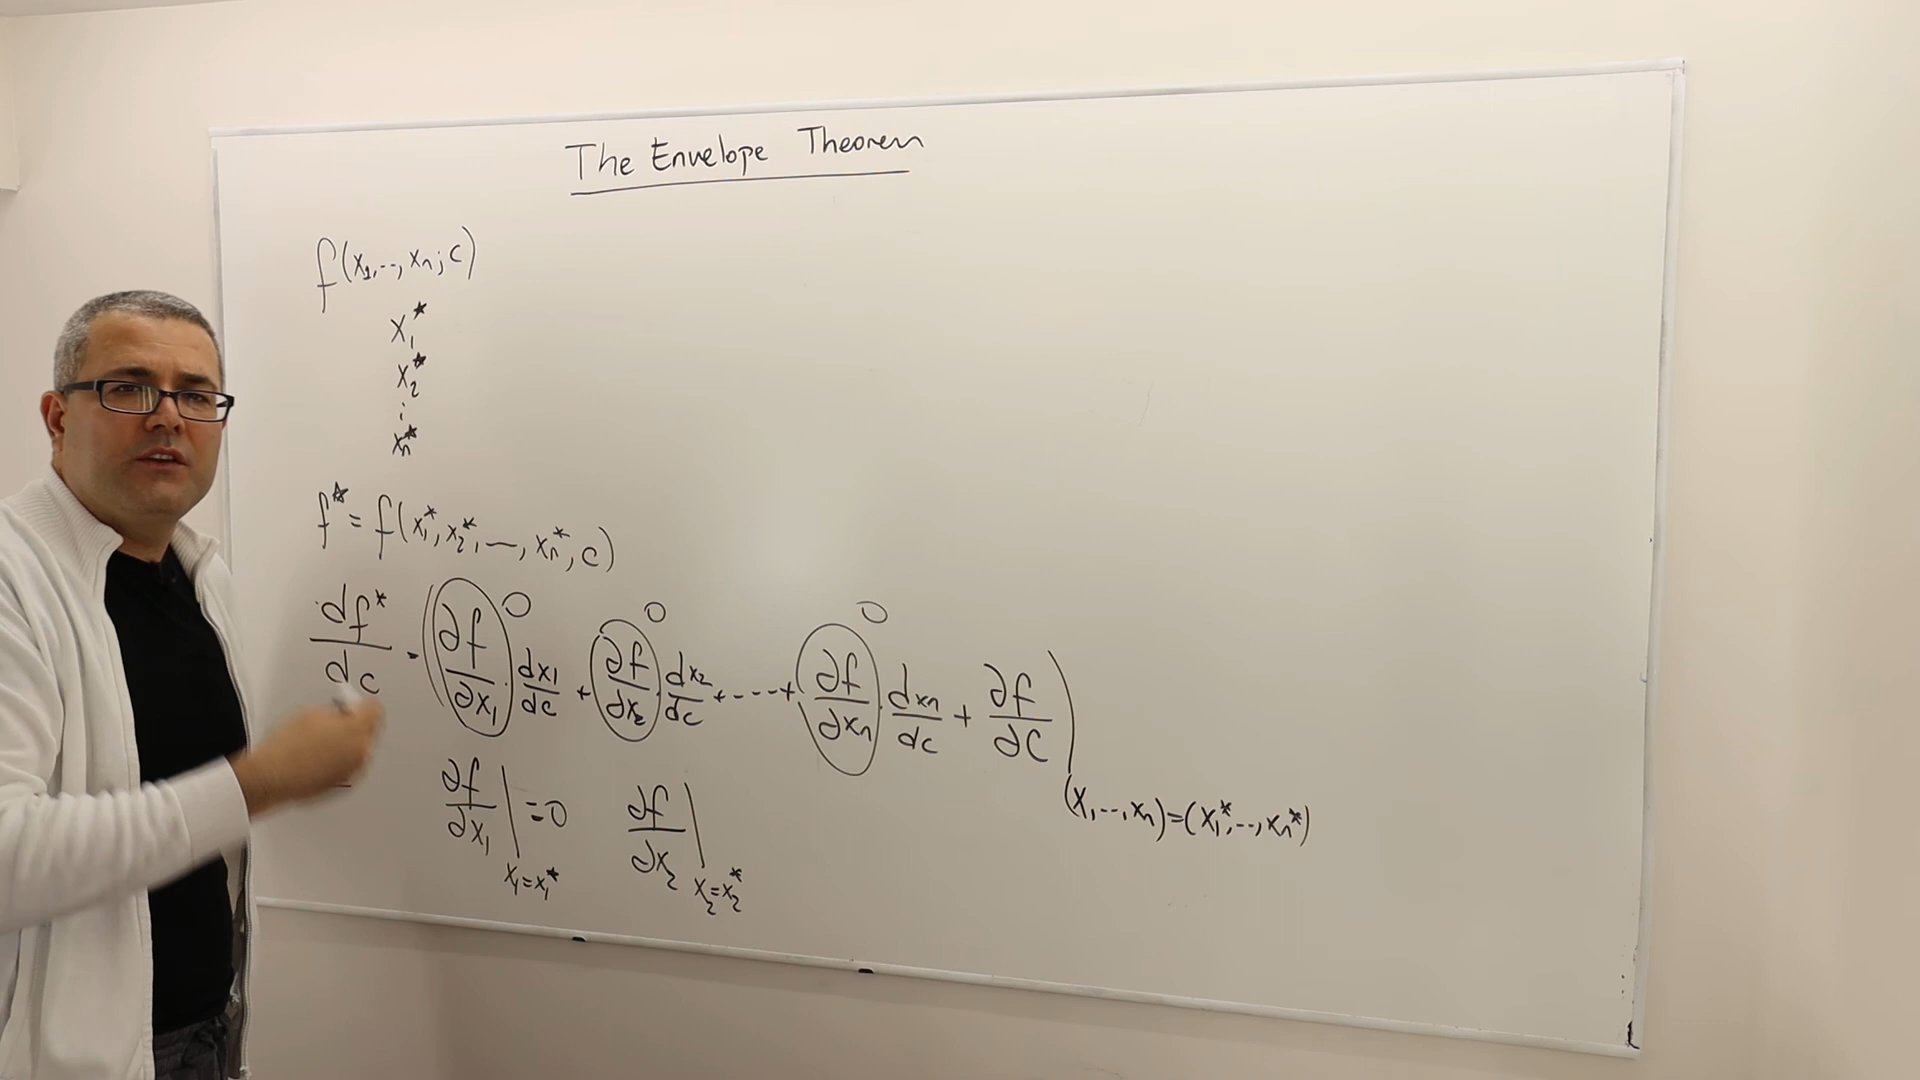 The Envelope Theorem
f(x₁,..,xₙ;c)
x₁*
x₂*
⋮
xₙ*
f* = f(x₁*,x₂*,—,xₙ*,c)
df*/dc = (∂f/∂x₁ · dx₁/dc + ∂f/∂x₂ · dx₂/dc + ---- + ∂f/∂xₙ · dxₙ/dc + ∂f/∂c)
0 0 0
(x,..,xₙ)=(x₁*,..,xₙ*)
∂f/∂x₁ | x₁=x₁* =0 ∂f/∂x₂ | x₂=x₂*